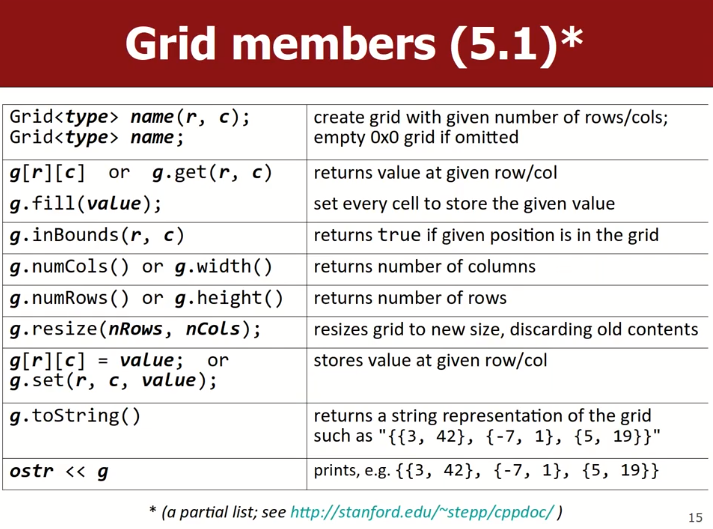 Grid members (5.1)*
Grid<type> name(r, c);
Grid<type> name;
create grid with given number of rows/cols;
empty 0x0 grid if omitted
g[r][c] or g.get(r, c)
returns value at given row/col
g.fill(value);
set every cell to store the given value
g.inBounds(r, c)
returns true if given position is in the grid
g.numCols() or g.width()
returns number of columns
g.numRows() or g.height()
returns number of rows
g.resize(nRows, nCols);
resizes grid to new size, discarding old contents
g[r][c] = value; or
g.set(r, c, value);
stores value at given row/col
g.toString()
returns a string representation of the grid
such as "{{3, 42}, {-7, 1}, {5, 19}}"
ostr << g
prints, e.g. {{3, 42}, {-7, 1}, {5, 19}}
* (a partial list; see http://stanford.edu/~stepp/cppdoc/ )
15